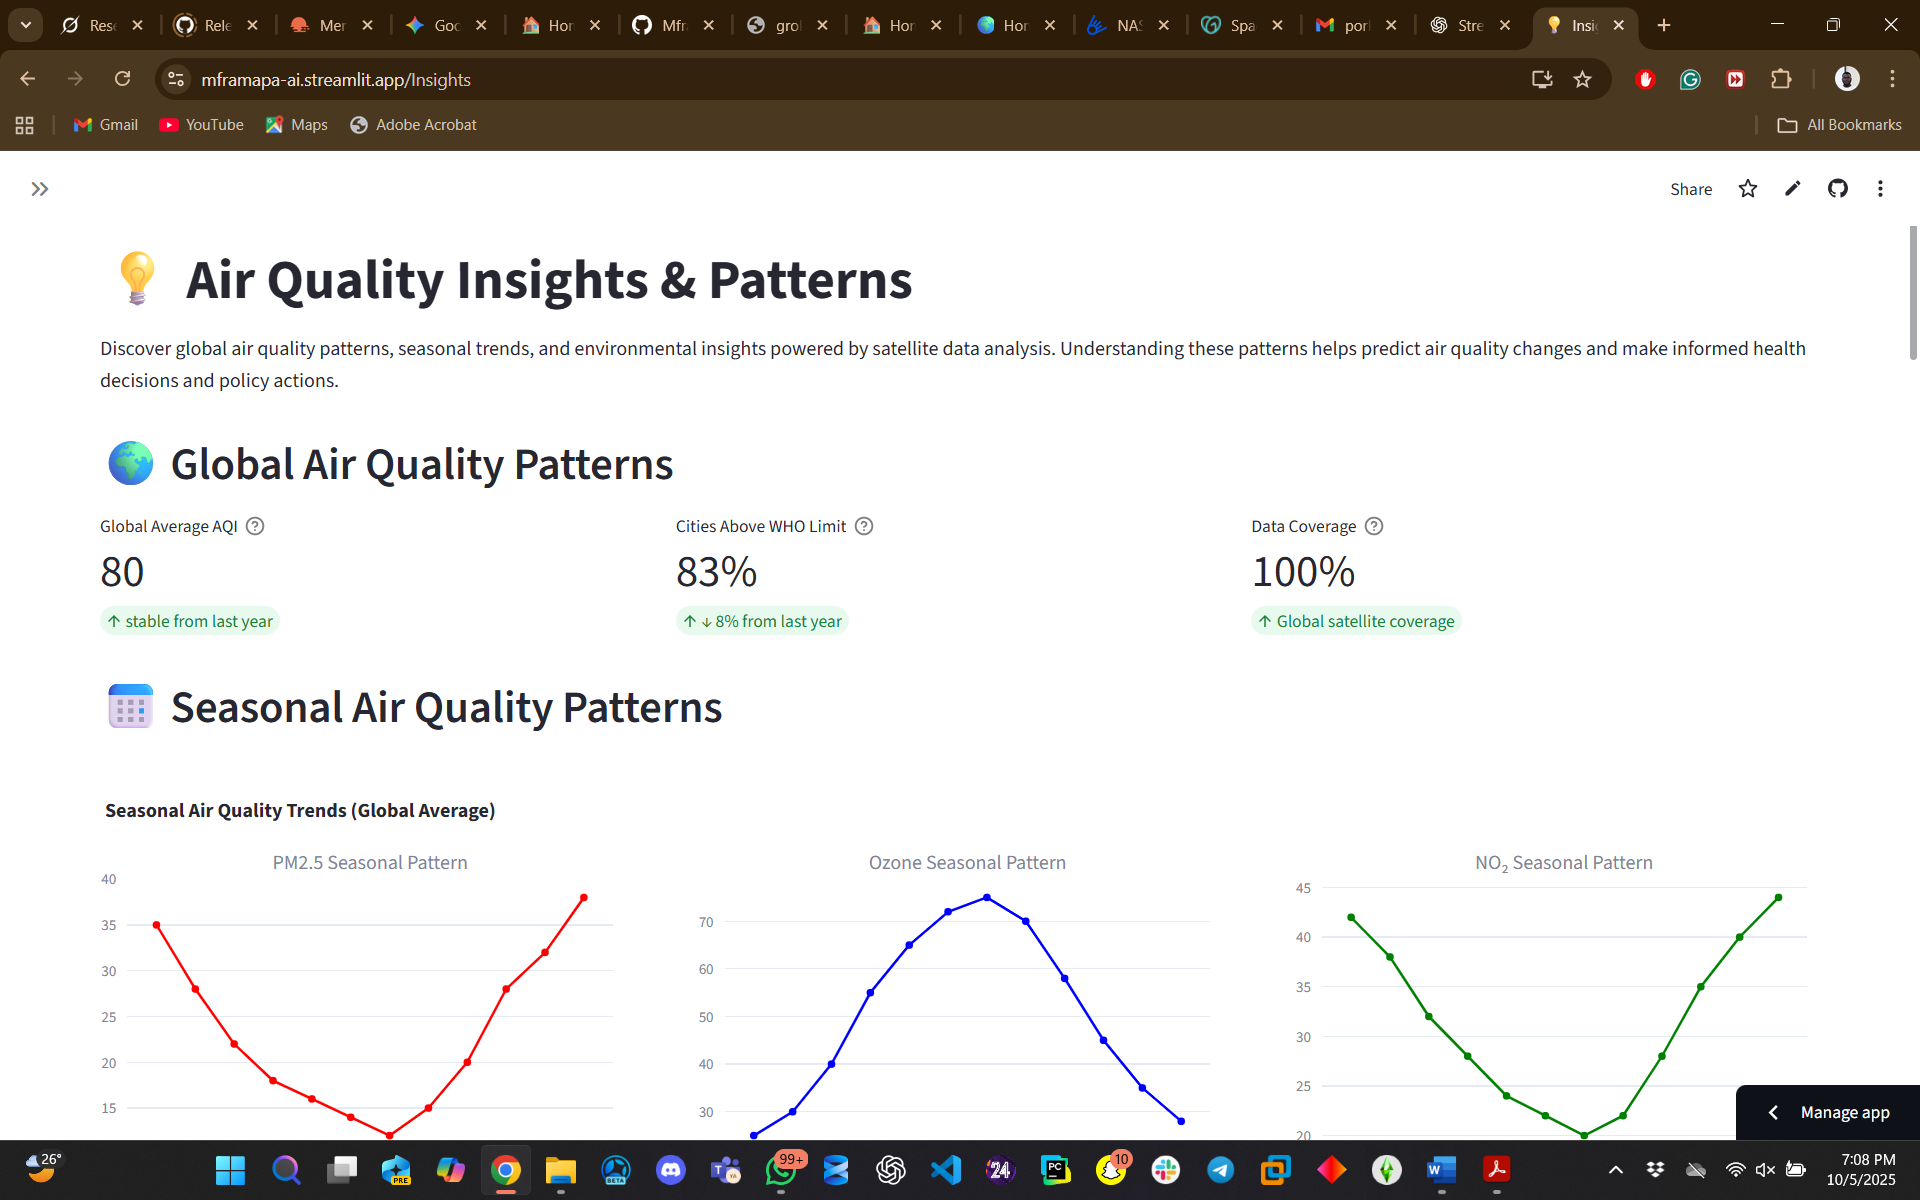 Res
Rele
Mer
Goo
Hor
Mfr
gro
Hor
Hor
NAS
Spa
por
Stre
Insi
mframapa-ai.streamlit.app/Insights
Gmail
YouTube
Maps
Adobe Acrobat
All Bookmarks
Share
Air Quality Insights & Patterns
Discover global air quality patterns, seasonal trends, and environmental insights powered by satellite data analysis. Understanding these patterns helps predict air quality changes and make informed health
decisions and policy actions.
Global Air Quality Patterns
Global Average AQI
Cities Above WHO Limit
Data Coverage
80
83%
100%
↑ stable from last year
↑ ↓ 8% from last year
↑ Global satellite coverage
Seasonal Air Quality Patterns
Seasonal Air Quality Trends (Global Average)
PM2.5 Seasonal Pattern
40
35
30
25
20
15
Ozone Seasonal Pattern
70
60
50
40
30
NO₂ Seasonal Pattern
45
40
35
30
25
20
Manage app
26°
PRE
BETA
99+
24
PC
10
7:08 PM
10/5/2025